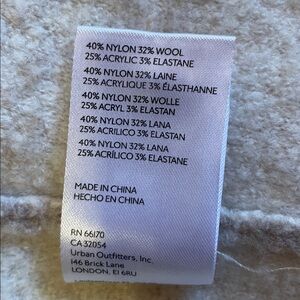 40% NYLON 32% WOOL
25% ACRYLIC 3% ELASTANE
40% NYLON 32% LAINE
25% ACRYLIQUE 3% ÉLASTHANNE
40% NYLON 32% WOLLE
25% ACRYL 3% ELASTAN
40% NYLON 32% LANA
25% ACRILICO 3% ELASTAN
40% NYLON 32% LANA
25% ACRÍLICO 3% ELASTANE
MADE IN CHINA
HECHO EN CHINA
RN 66170
CA 32054
Urban Outfitters, Inc.
146 Brick Lane
LONDON, E1 6RU